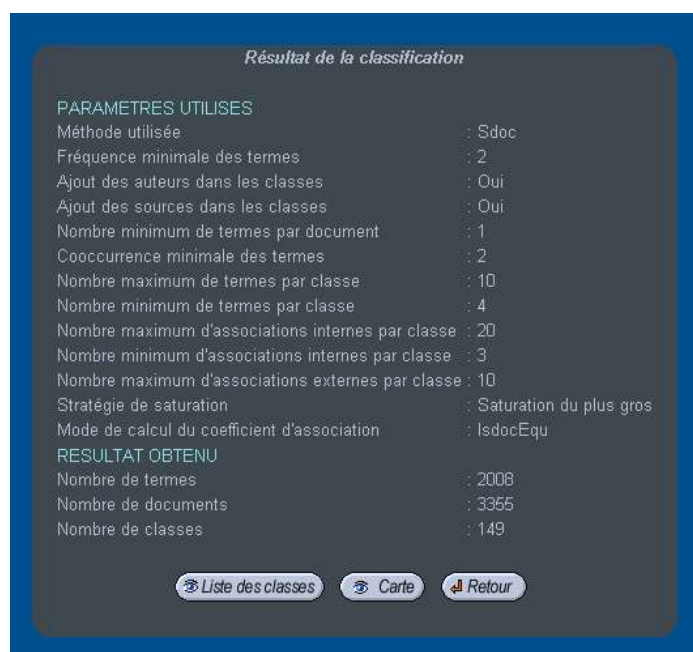 Résultat de la classification
PARAMETRES UTILISES
Méthode utilisée : Sdoc
Fréquence minimale des termes : 2
Ajout des auteurs dans les classes : Oui
Ajout des sources dans les classes : Oui
Nombre minimum de termes par document : 1
Cooccurrence minimale des termes : 2
Nombre maximum de termes par classe : 10
Nombre minimum de termes par classe : 4
Nombre maximum d'associations internes par classe : 20
Nombre minimum d'associations internes par classe : 3
Nombre maximum d'associations externes par classe : 10
Stratégie de saturation : Saturation du plus gros
Mode de calcul du coefficient d'association : IsdocEqu
RESULTAT OBTENU
Nombre de termes : 2008
Nombre de documents : 3355
Nombre de classes : 149
Liste des classes Carte Retour